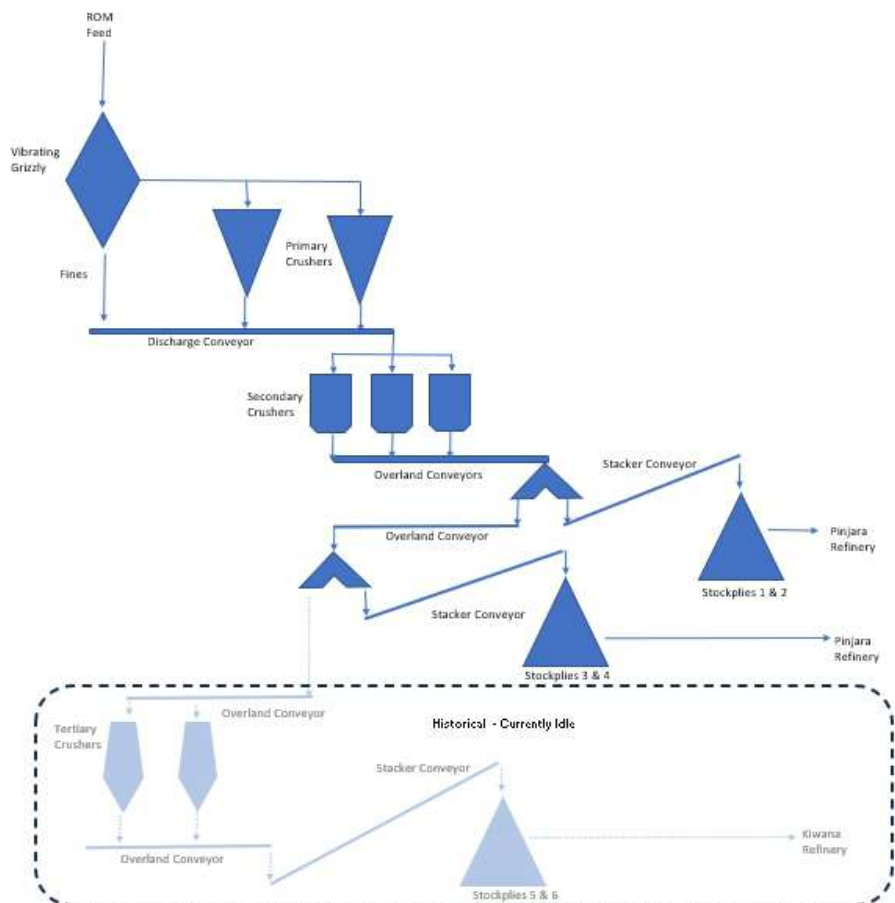 ROM
Feed
Vibrating
Grizzly
Primary
Crushers
Fines
Discharge Conveyor
Secondary
Crushers
Stacker Conveyor
Overland Conveyors
Pinjara
Refinery
Overland Conveyor
Stockplies 1 & 2
Stacker Conveyor
Pinjara
Refinery
Stockplies 3 & 4
Overland Conveyor
Historical - Currently Idle
Tertiary
Crushers
Stacker Conveyor
Kiwana
Refinery
Overland Conveyor
Stockplies 5 & 6